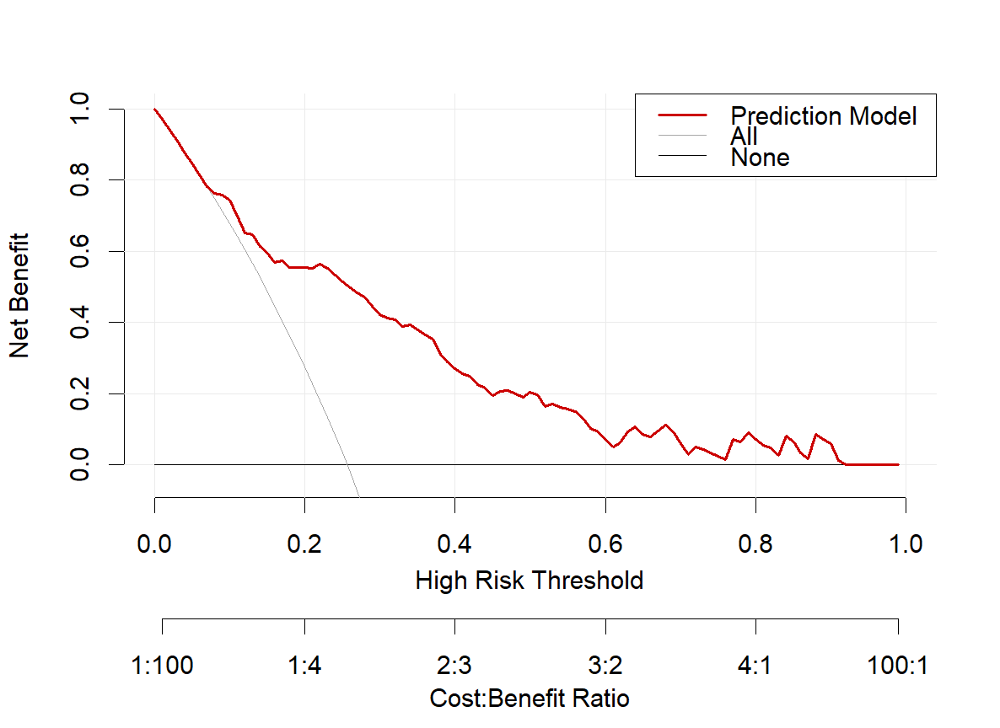 Prediction Model
All
None
Net Benefit
1.0
0.8
0.6
0.4
0.2
0.0
0.0 0.2 0.4 0.6 0.8 1.0
High Risk Threshold
1:100 1:4 2:3 3:2 4:1 100:1
Cost:Benefit Ratio